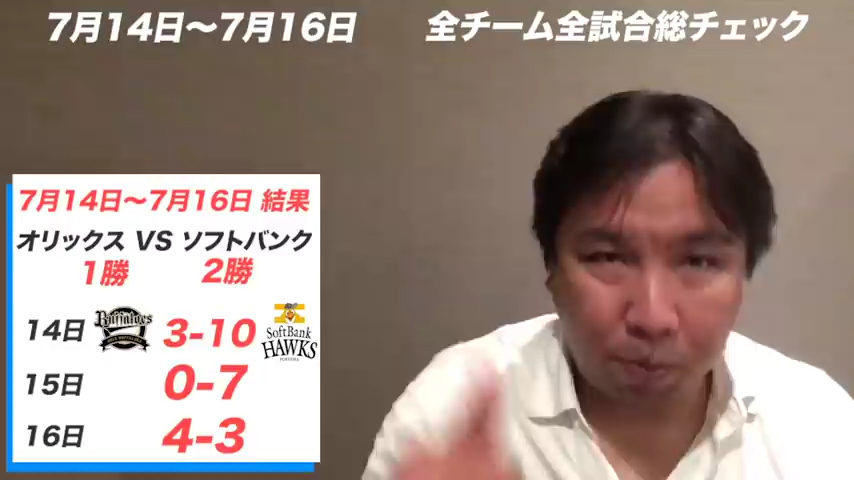 7月14日〜7月16日 全チーム全試合総チェック
7月14日〜7月16日 結果
オリックス VS ソフトバンク
1勝 2勝
14日 Buffaloes 3-10 SoftBank HAWKS
15日 0-7
16日 4-3